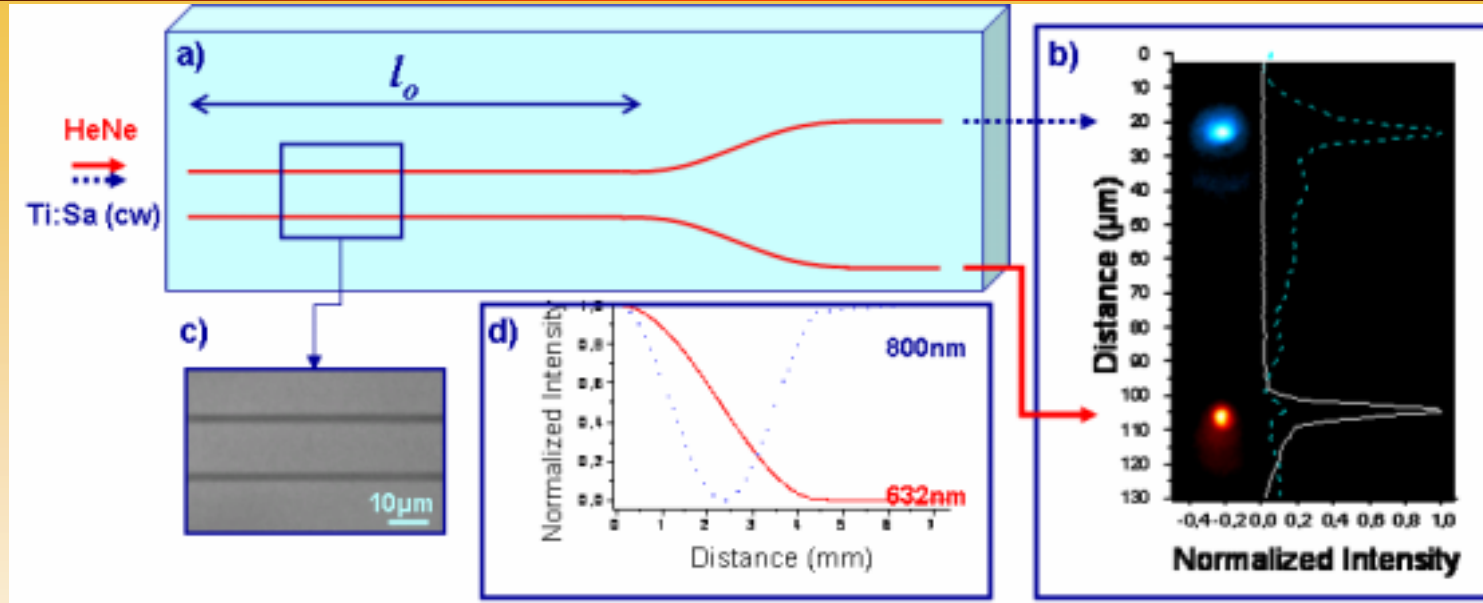 a)
l₀
HeNe
Ti:Sa (cw)
c)
10µm
d)
Normalized Intensity
0,8
0,6
0,4
0,2
0,0
800nm
632nm
0 1 2 3 4 5 6 7
Distance (mm)
b)
Distance (µm)
0
10
20
30
40
50
60
70
80
90
100
110
120
130
-0,4 -0,2 0,0 0,2 0,4 0,6 0,8 1,0
Normalized Intensity